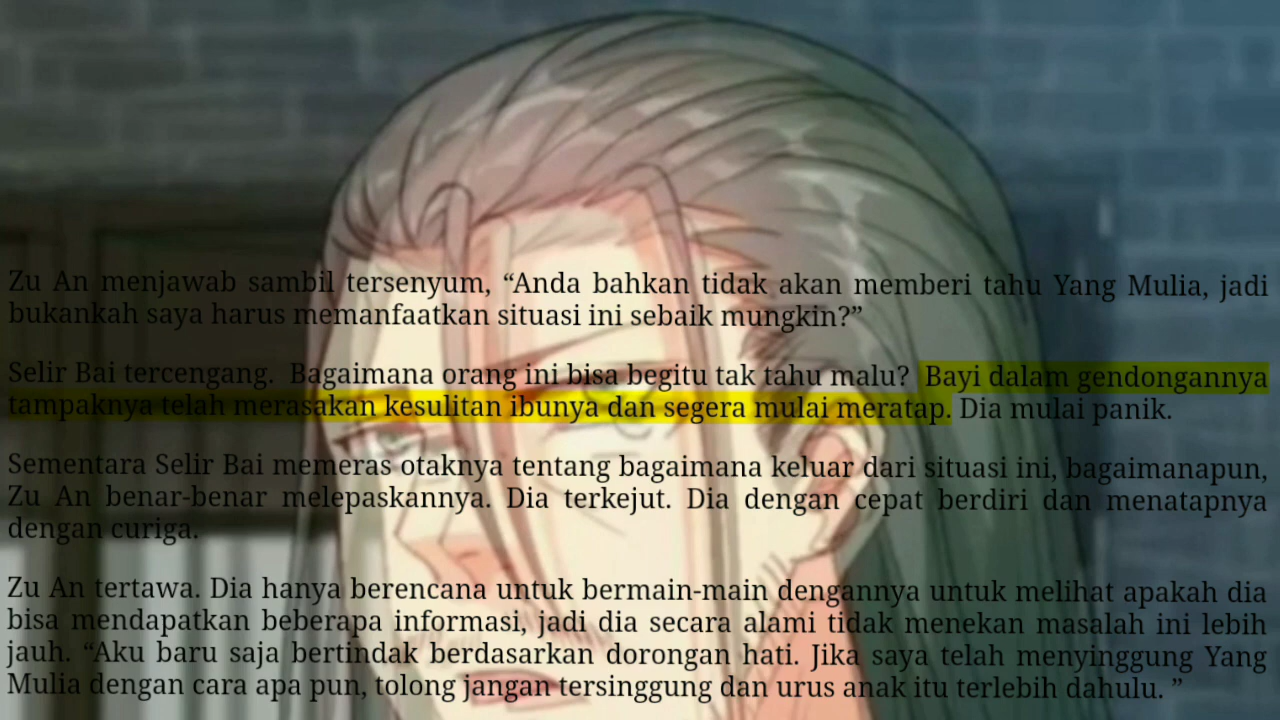 Zu An menjawab sambil tersenyum, “Anda bahkan tidak akan memberi tahu Yang Mulia, jadi
bukankah saya harus memanfaatkan situasi ini sebaik mungkin?”
Selir Bai tercengang. Bagaimana orang ini bisa begitu tak tahu malu? Bayi dalam gendongannya
tampaknya telah merasakan kesulitan ibunya dan segera mulai meratap. Dia mulai panik.
Sementara Selir Bai memeras otaknya tentang bagaimana keluar dari situasi ini, bagaimanapun,
Zu An benar-benar melepaskannya. Dia terkejut. Dia dengan cepat berdiri dan menatapnya
dengan curiga.
Zu An tertawa. Dia hanya berencana untuk bermain-main dengannya untuk melihat apakah dia
bisa mendapatkan beberapa informasi, jadi dia secara alami tidak menekan masalah ini lebih
jauh. “Aku baru saja bertindak berdasarkan dorongan hati. Jika saya telah menyinggung Yang
Mulia dengan cara apa pun, tolong jangan tersinggung dan urus anak itu terlebih dahulu. ”